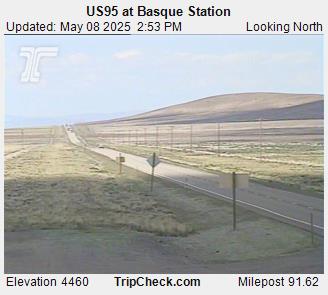 US95 at Basque Station
Updated: May 08 2025 2:53 PM Looking North
Elevation 4460 TripCheck.com Milepost 91.62